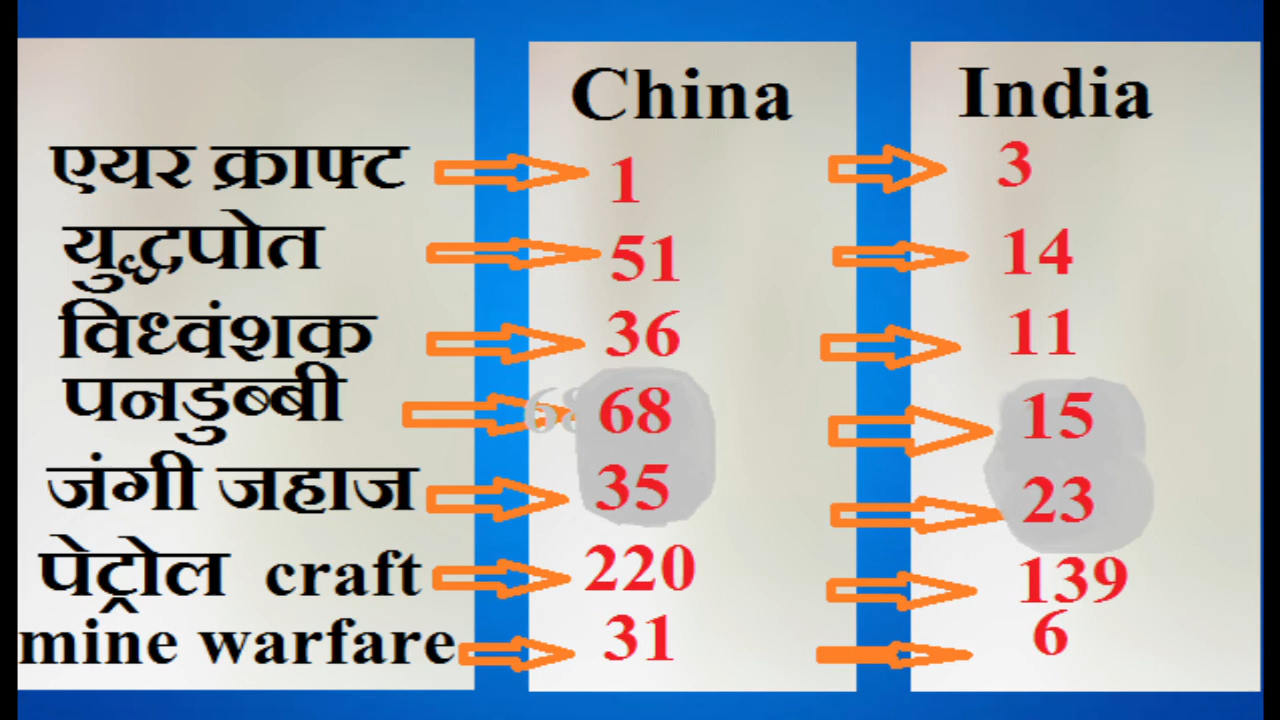 China India
एयर क्राफ्ट 1 3
युद्धपोत 51 14
विध्वंशक 36 11
पनडुब्बी 68 15
जंगी जहाज 35 23
पेट्रोल craft 220 139
mine warfare 31 6